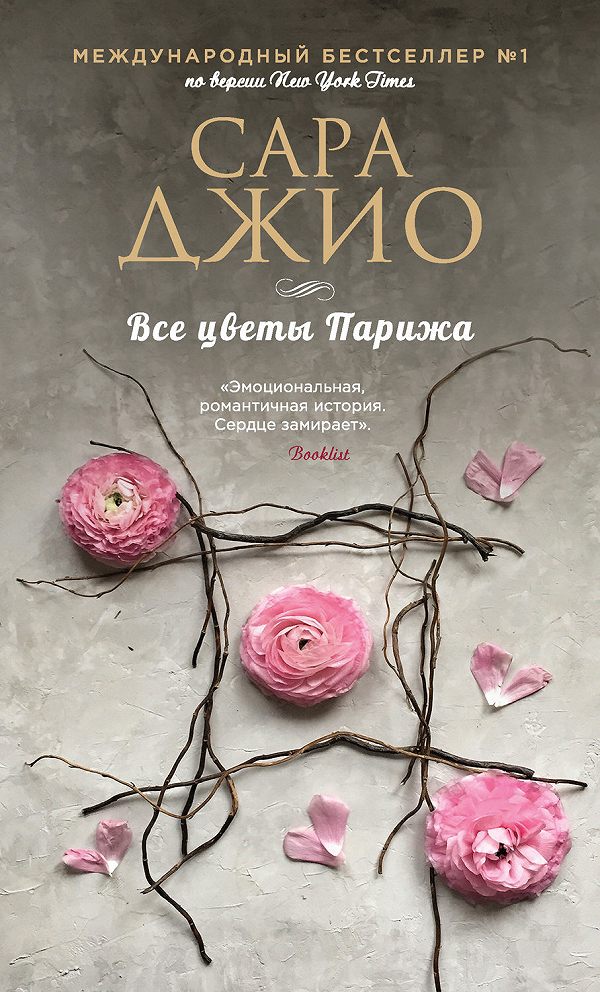 МЕЖДУНАРОДНЫЙ БЕСТСЕЛЛЕР №1
по версии New York Times
САРА
ДЖИО
Все цветы Парижа
«Эмоциональная,
романтичная история.
Сердце замирает».
Booklist